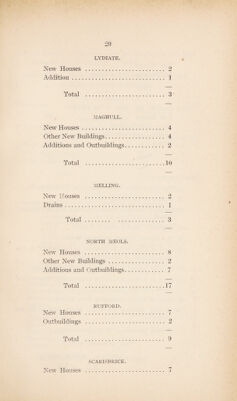 29
LYDIATE.
New Houses .......................... 2
Addition .............................. 1
Total .......................... 3
MAGHULL.
New Houses ........................... 4
Other New Buildings................... 4
Additions and Outbuildings............. 2
Total ..........................10
MELLING.
New Houses .......................... 2
Drains ................................ 1
Total .......................... 3
NORTH MEOLS.
New Houses .......................... 8
Other New Buildings ................... 2
Additions and Outbuildings............. 7
Total ..........................17
RUFFORD.
New Houses .......................... 7
Outbuildings .......................... 2
Total .......................... 9
SCARISBRICK.
New Houses .......................... 7